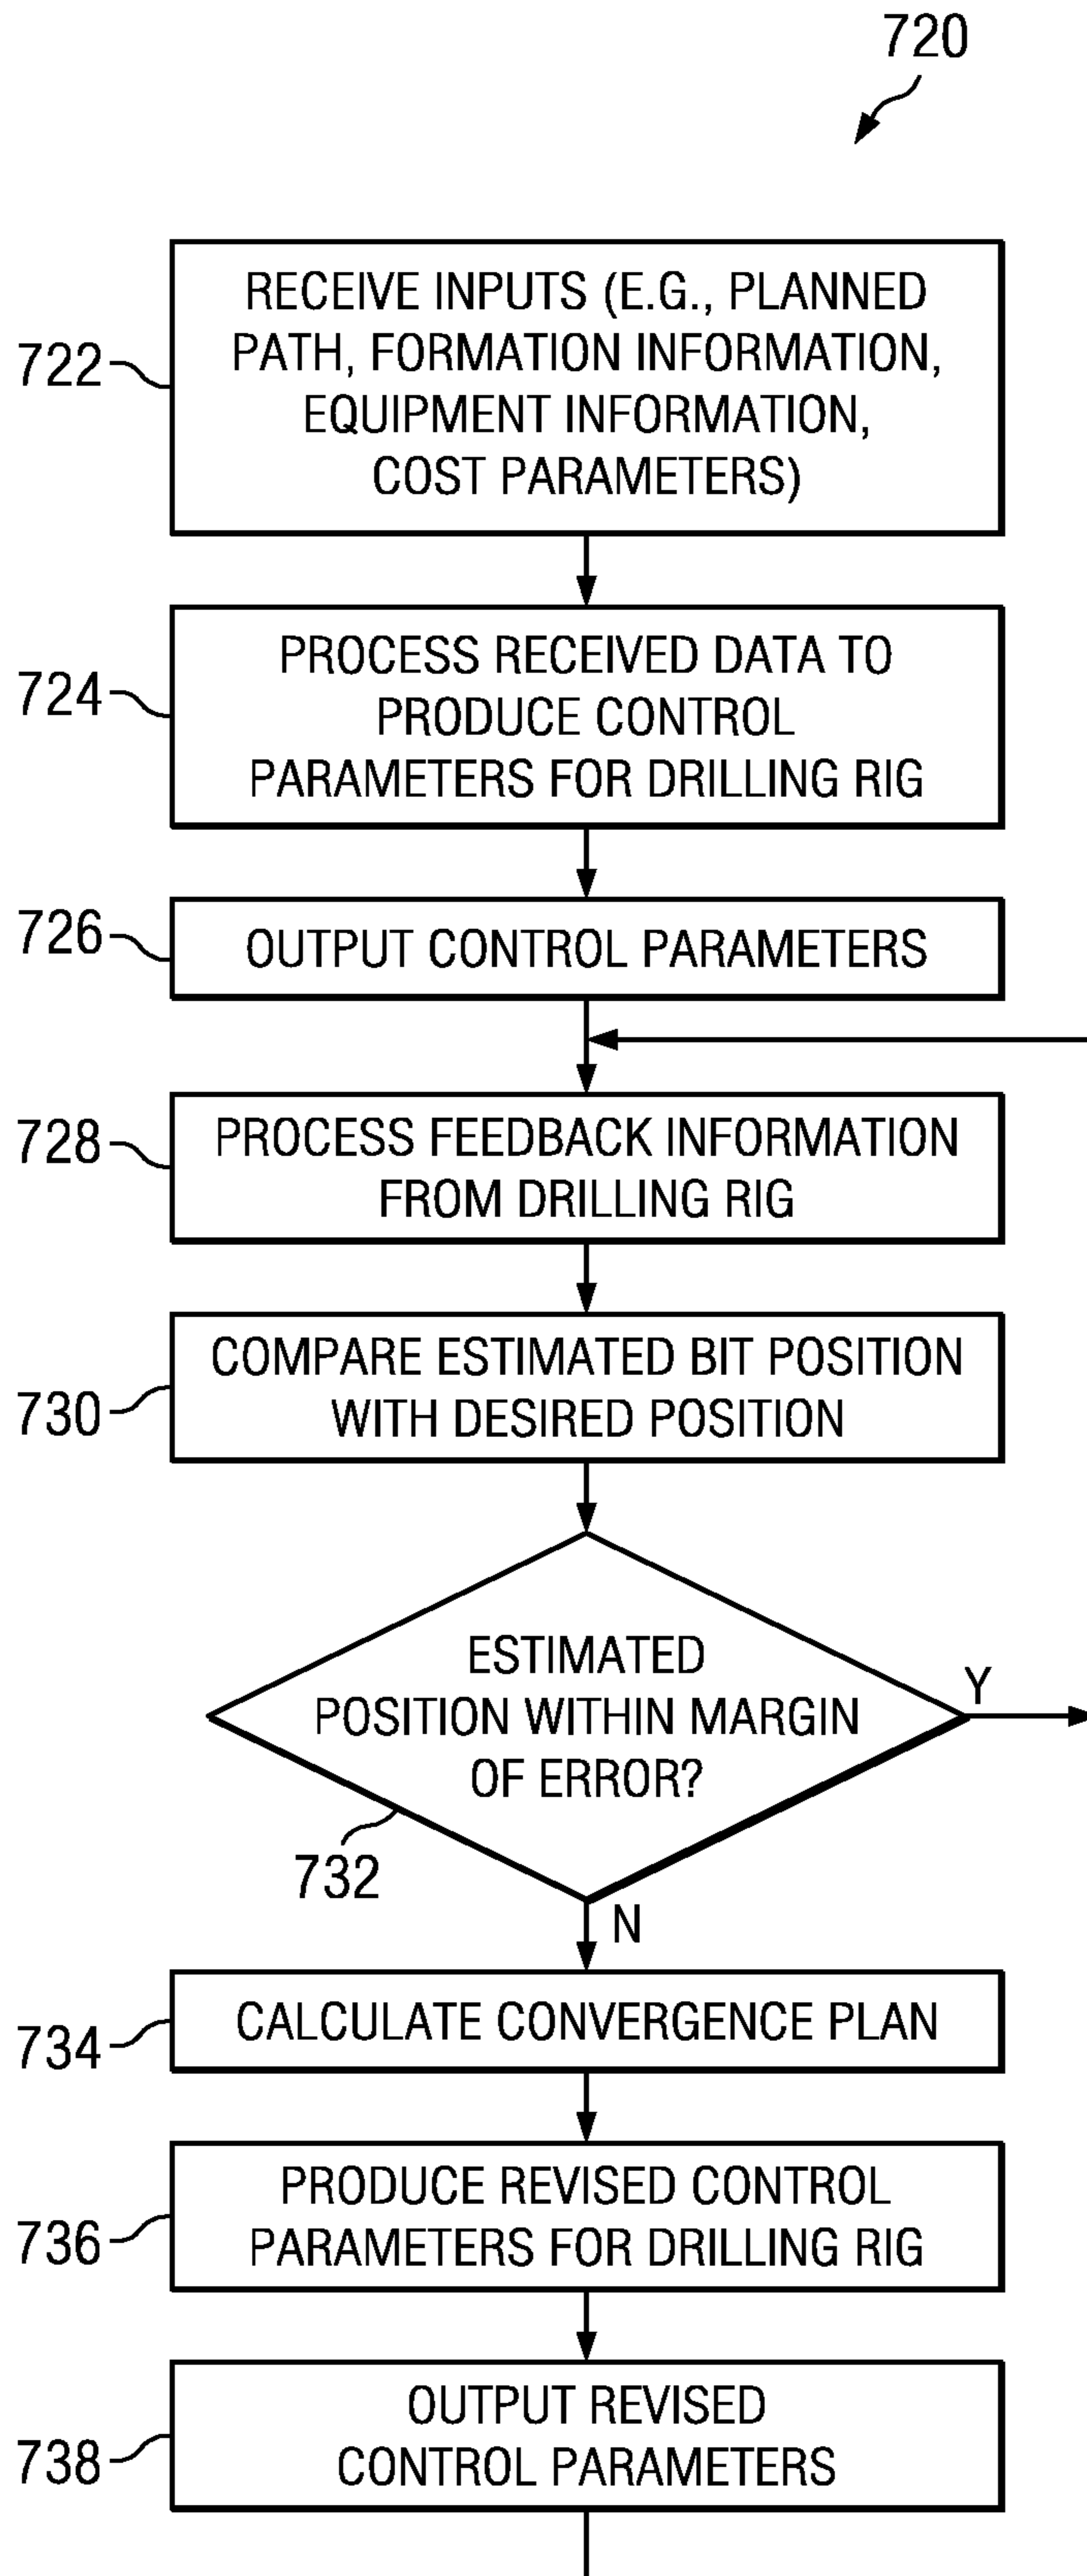 720
722
RECEIVE INPUTS (E.G., PLANNED
PATH, FORMATION INFORMATION,
EQUIPMENT INFORMATION,
COST PARAMETERS)
724
PROCESS RECEIVED DATA TO
PRODUCE CONTROL
PARAMETERS FOR DRILLING RIG
726
OUTPUT CONTROL PARAMETERS
728
PROCESS FEEDBACK INFORMATION
FROM DRILLING RIG
730
COMPARE ESTIMATED BIT POSITION
WITH DESIRED POSITION
ESTIMATED
POSITION WITHIN MARGIN
OF ERROR?
Y
732
N
734
CALCULATE CONVERGENCE PLAN
736
PRODUCE REVISED CONTROL
PARAMETERS FOR DRILLING RIG
738
OUTPUT REVISED
CONTROL PARAMETERS